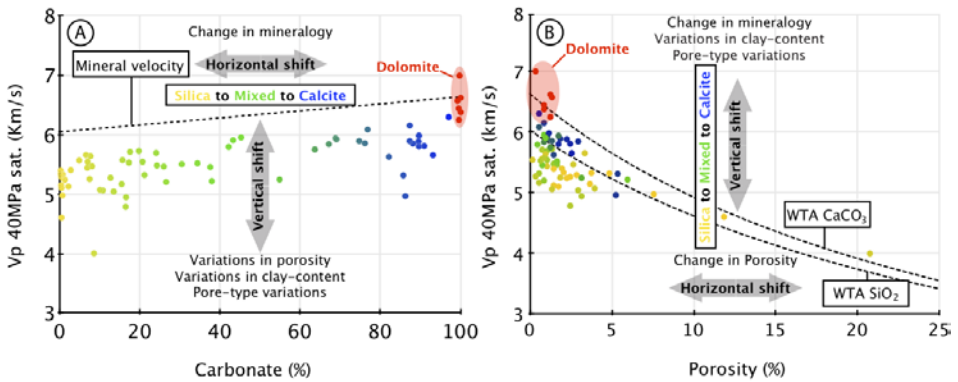 A
Change in mineralogy
Horizontal shift
Mineral velocity
Silica to Mixed to Calcite
Dolomite
Vertical shift
Variations in porosity
Variations in clay-content
Pore-type variations
Vp 40MPa sat. (Km/s)
8
7
6
5
4
3
0
20
40
60
80
100
Carbonate (%)
B
Change in mineralogy
Variations in clay-content
Pore-type variations
Dolomite
Silica to Mixed to Calcite
Vertical shift
WTA CaCO3
WTA SiO2
Change in Porosity
Horizontal shift
Vp 40MPa sat. (km/s)
8
7
6
5
4
3
0
5
10
15
20
25
Porosity (%)